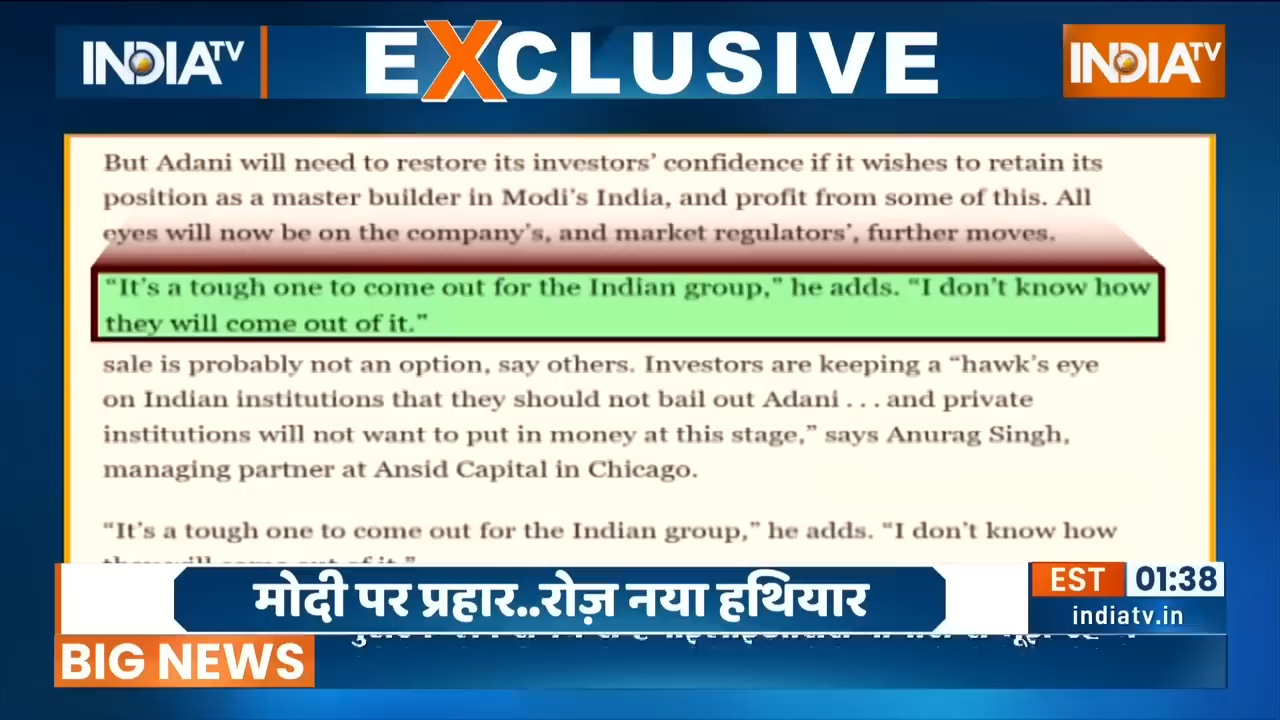 INDIA TV
EXCLUSIVE
INDIA TV
But Adani will need to restore its investors’ confidence if it wishes to retain its
position as a master builder in Modi’s India, and profit from some of this. All
eyes will now be on the company’s, and market regulators’, further moves.
“It’s a tough one to come out for the Indian group,” he adds. “I don’t know how
they will come out of it.”
sale is probably not an option, say others. Investors are keeping a “hawk’s eye
on Indian institutions that they should not bail out Adani . . . and private
institutions will not want to put in money at this stage,” says Anurag Singh,
managing partner at Ansid Capital in Chicago.
“It’s a tough one to come out for the Indian group,” he adds. “I don’t know how
they will come out of it.”
मोदी पर प्रहार..रोज़ नया हथियार
EST 01:38
indiatv.in
BIG NEWS